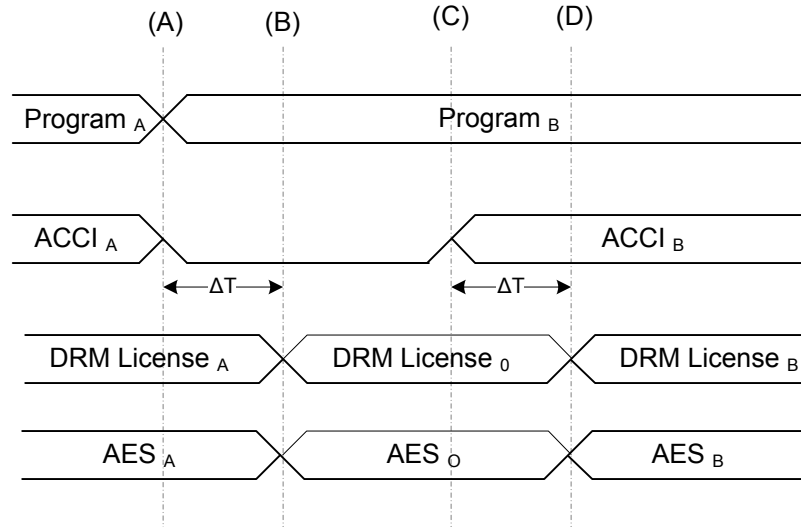 (A) (B) (C) (D)
Program A Program B
ACCI A ACCI B
ΔT ΔT
DRM License A DRM License 0 DRM License B
AES A AES O AES B